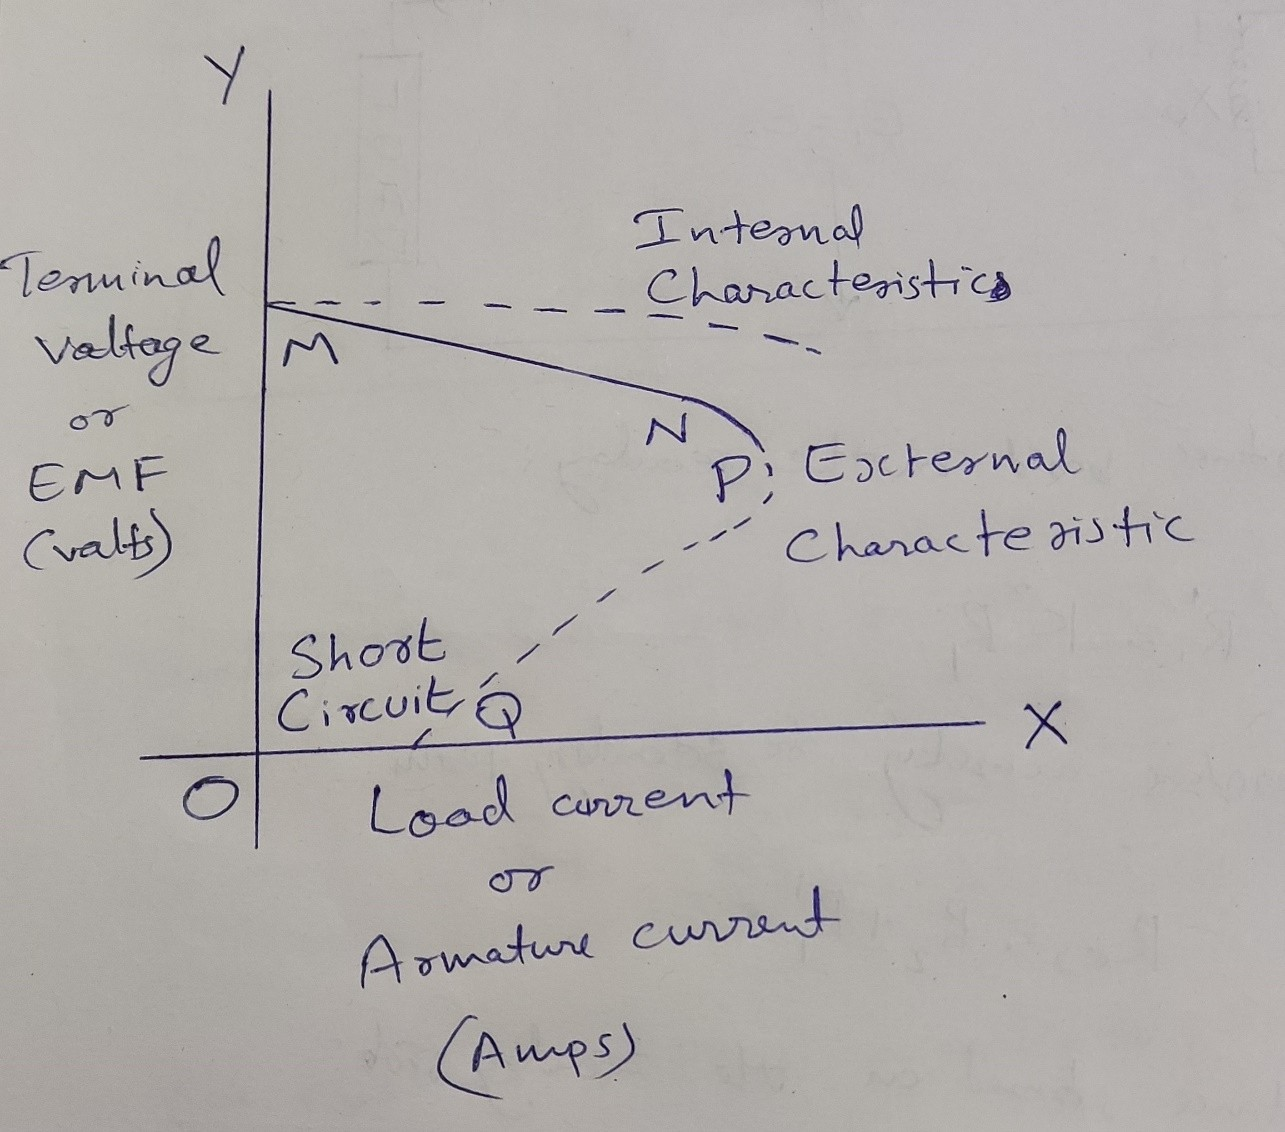 Y
Internal
Characteristics
Terminal
voltage
or
EMF
(volts)
M
N
P
External
Characteristic
Short
Circuit, Q
X
O
Load current
or
Armature current
(Amps)